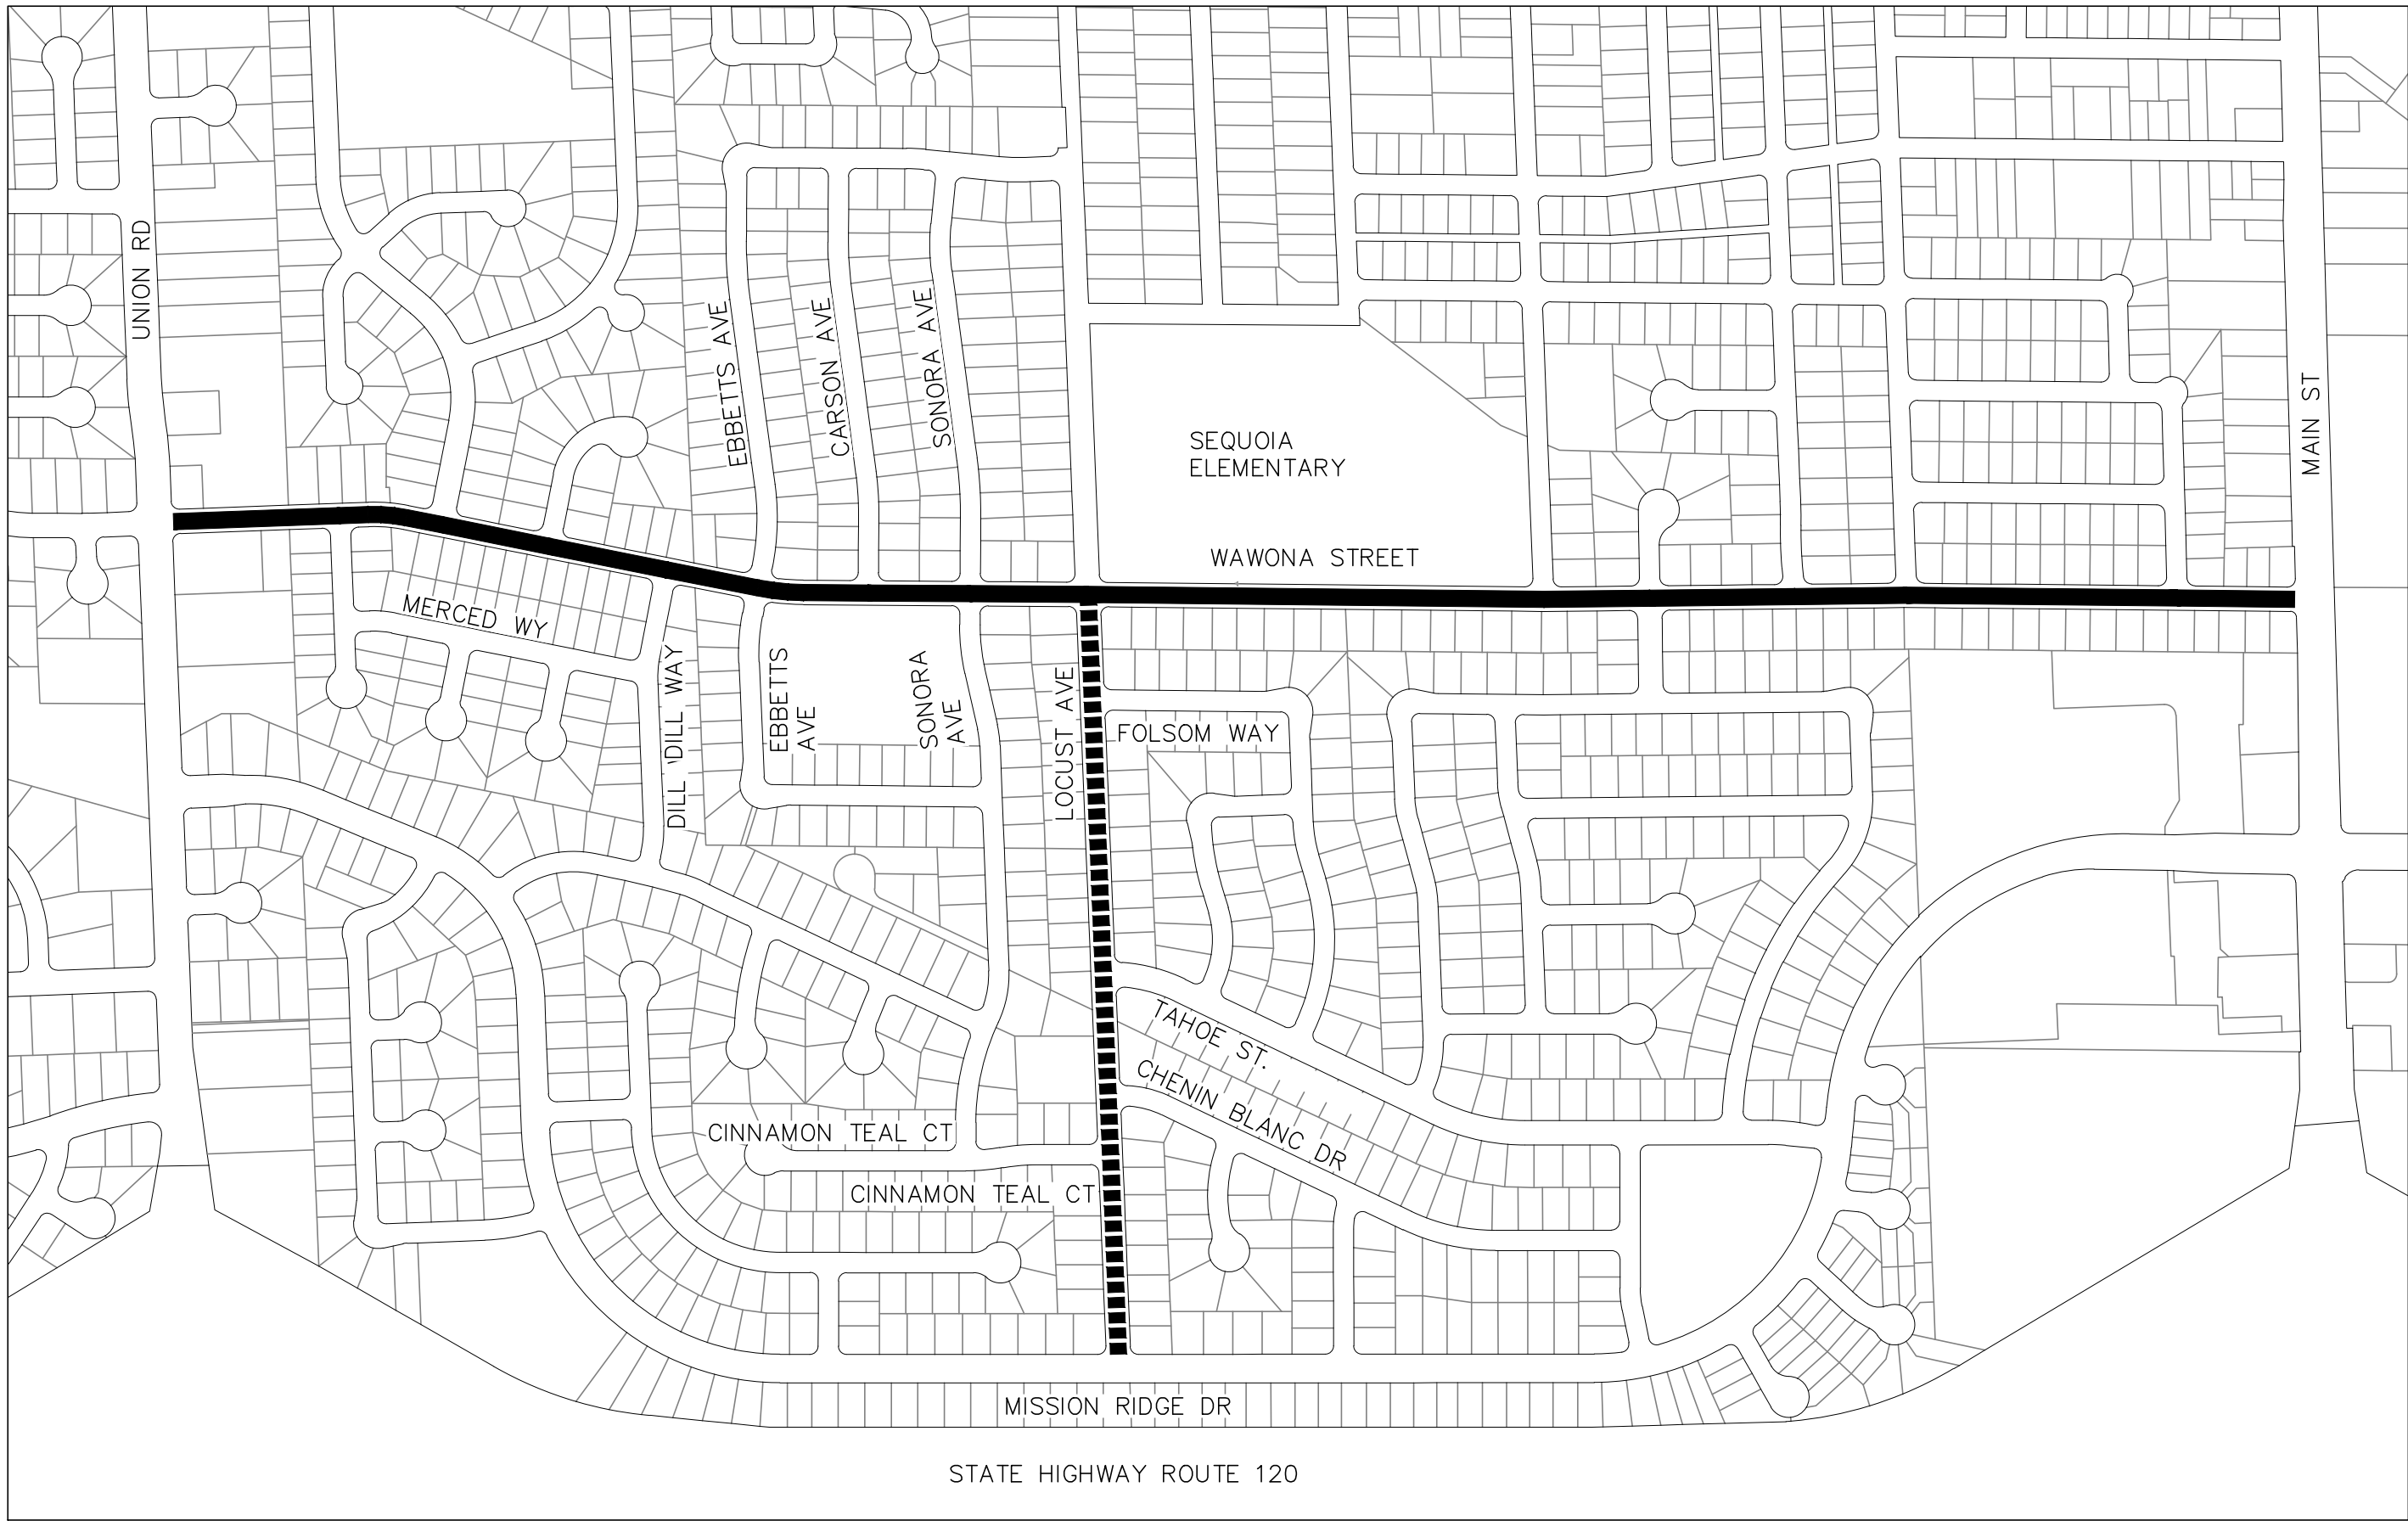 UNION RD
EBBETTS AVE
CARSON AVE
SONORA AVE
MAIN ST
SEQUOIA
ELEMENTARY
WAWONA STREET
MERCED WY
DILL DILL WAY
EBBETTS
AVE
SONORA
AVE
LOCUST AVE
FOLSOM WAY
TAHOE ST.
CHENIN BLANC DR
CINNAMON TEAL CT
CINNAMON TEAL CT
MISSION RIDGE DR
STATE HIGHWAY ROUTE 120